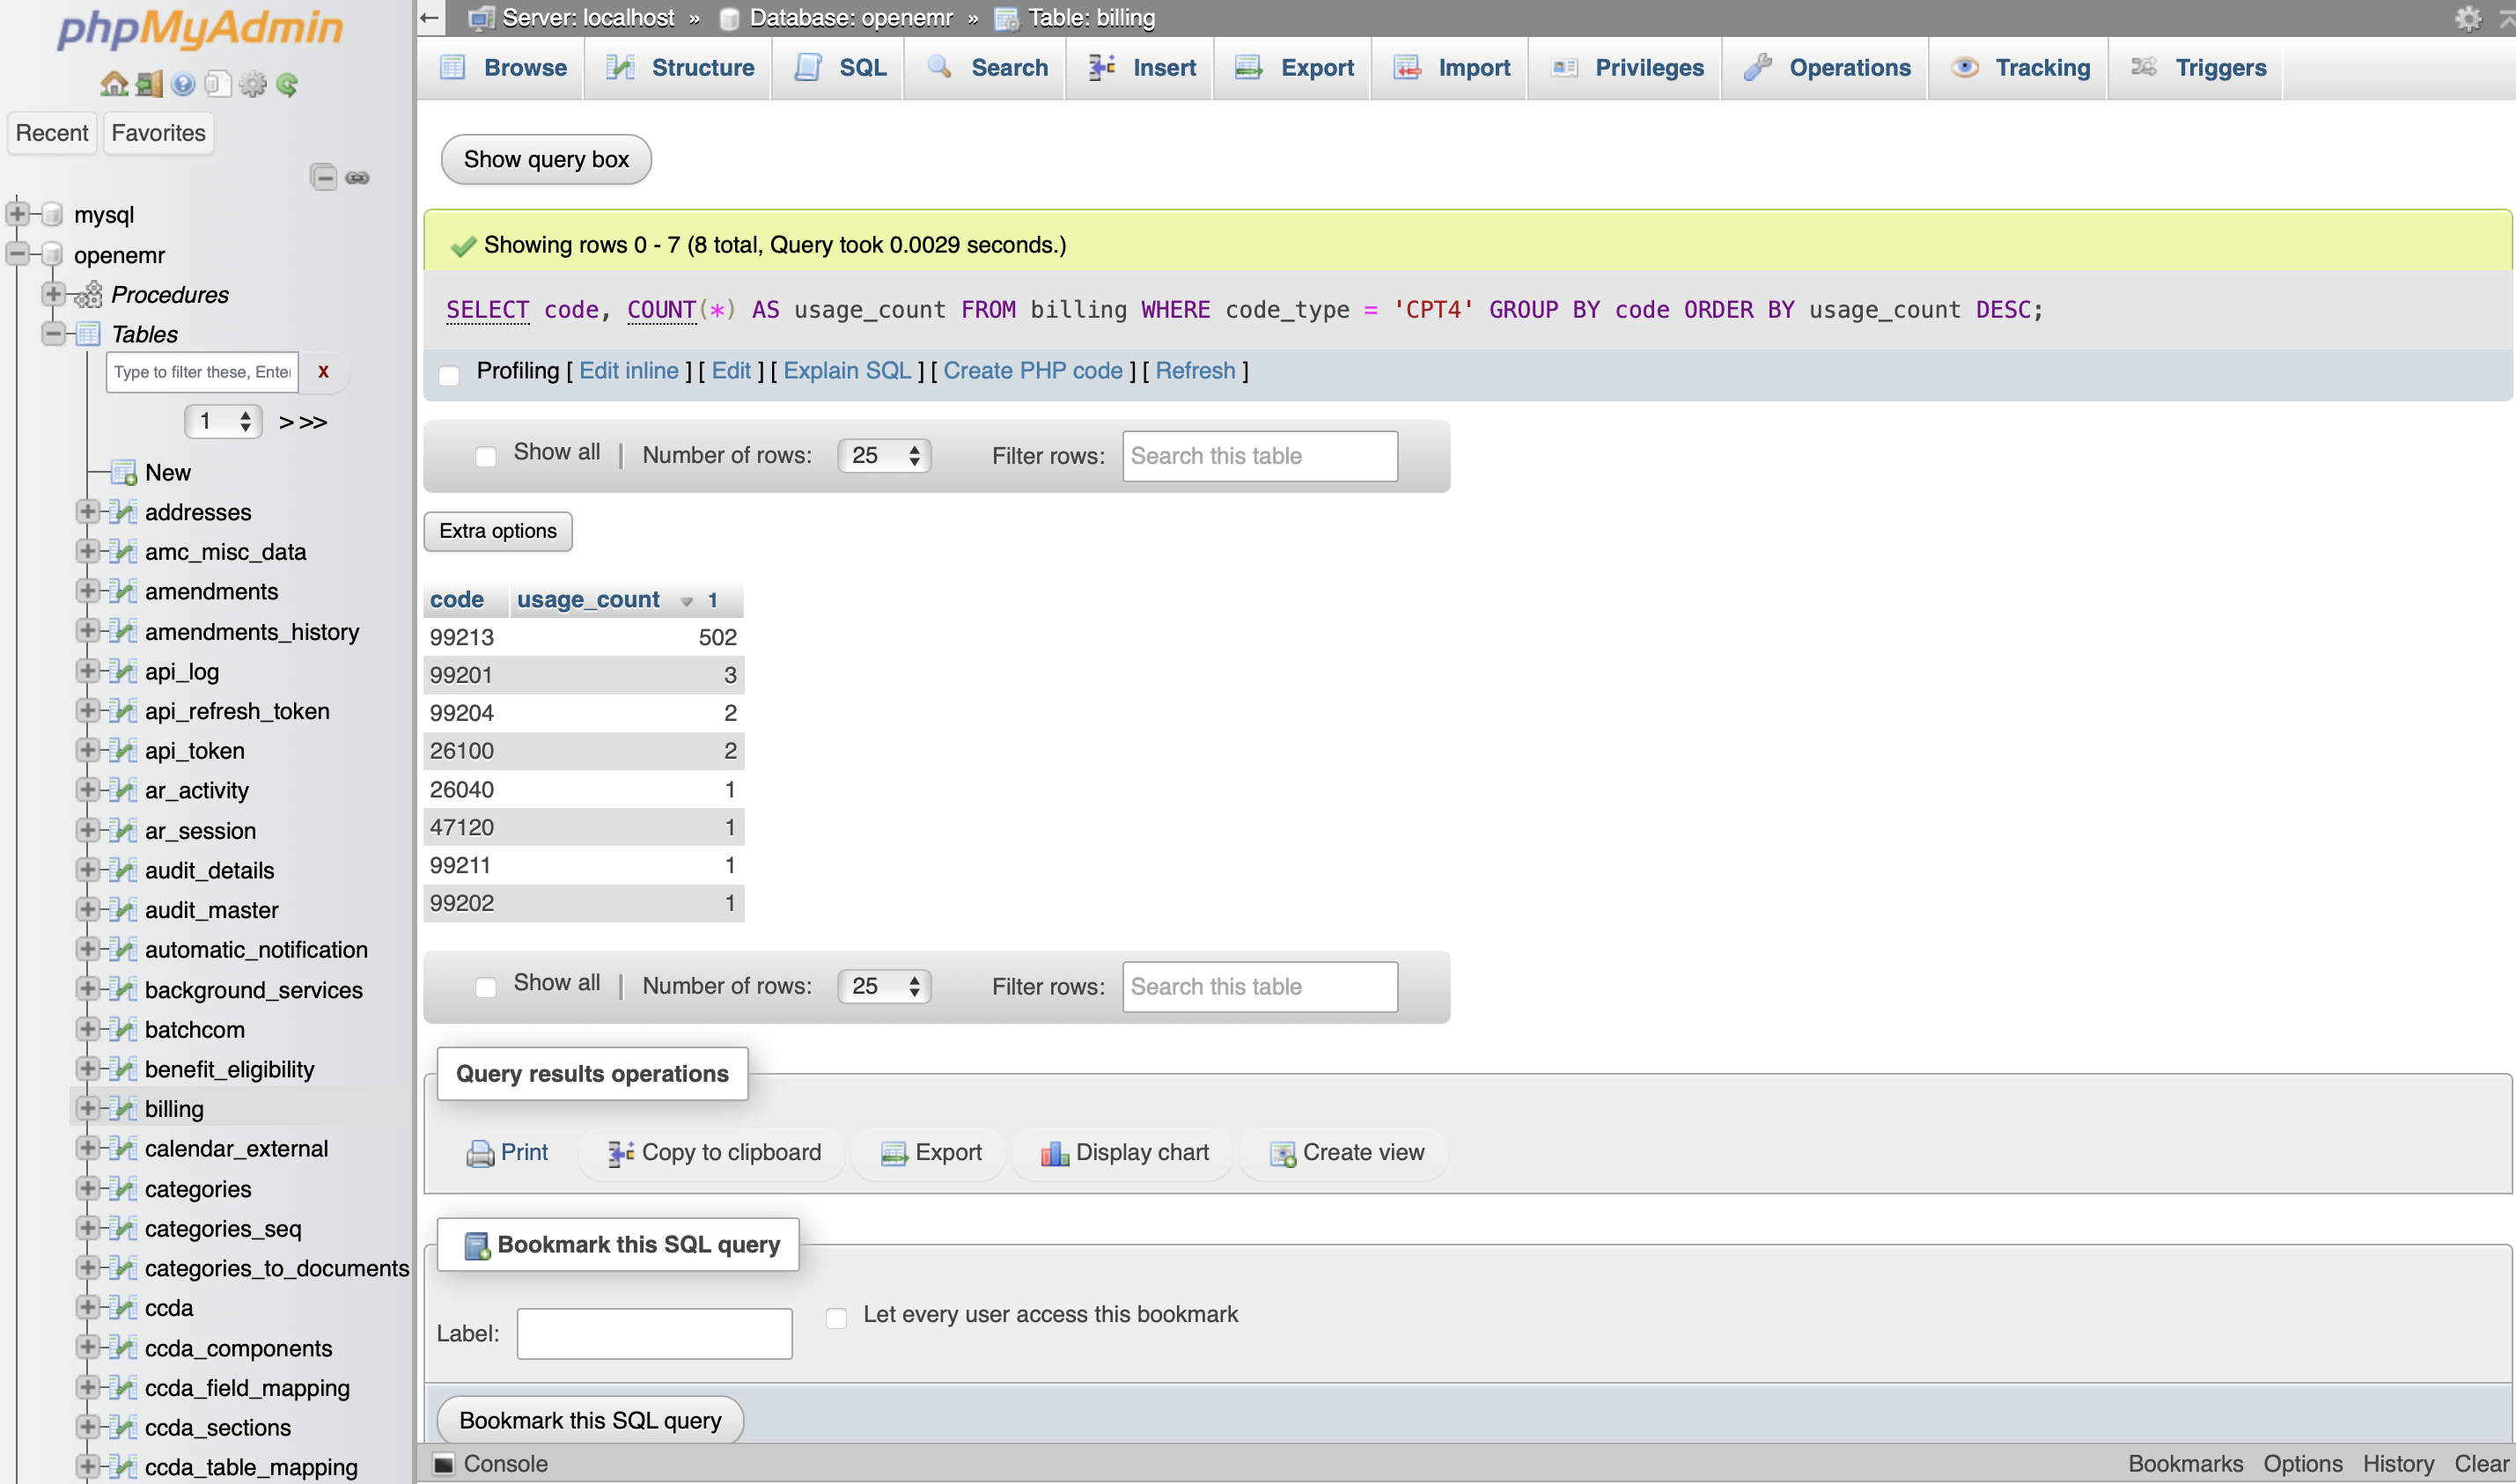 phpMyAdmin
Recent Favorites
mysql
openemr
Procedures
Tables
Type to filter these, Ente
X
1 > >>
New
addresses
amc_misc_data
amendments
amendments_history
api_log
api_refresh_token
api_token
ar_activity
ar_session
audit_details
audit_master
automatic_notification
background_services
batchcom
benefit_eligibility
billing
calendar_external
categories
categories_seq
categories_to_documents
ccda
ccda_components
ccda_field_mapping
ccda_sections
ccda_table_mapping
Server: localhost » Database: openemr » Table: billing
Browse Structure SQL Search Insert Export Import Privileges Operations Tracking Triggers
Show query box
Showing rows 0 - 7 (8 total, Query took 0.0029 seconds.)
SELECT code, COUNT(*) AS usage_count FROM billing WHERE code_type = 'CPT4' GROUP BY code ORDER BY usage_count DESC;
Profiling [ Edit inline ] [ Edit ] [ Explain SQL ] [ Create PHP code ] [ Refresh ]
Show all | Number of rows: 25 Filter rows: Search this table
Extra options
code usage_count 1
99213 502
99201 3
99204 2
26100 2
26040 1
47120 1
99211 1
99202 1
Show all | Number of rows: 25 Filter rows: Search this table
Query results operations
Print Copy to clipboard Export Display chart Create view
Bookmark this SQL query
Label: Let every user access this bookmark
Bookmark this SQL query
Console Bookmarks Options History Clear